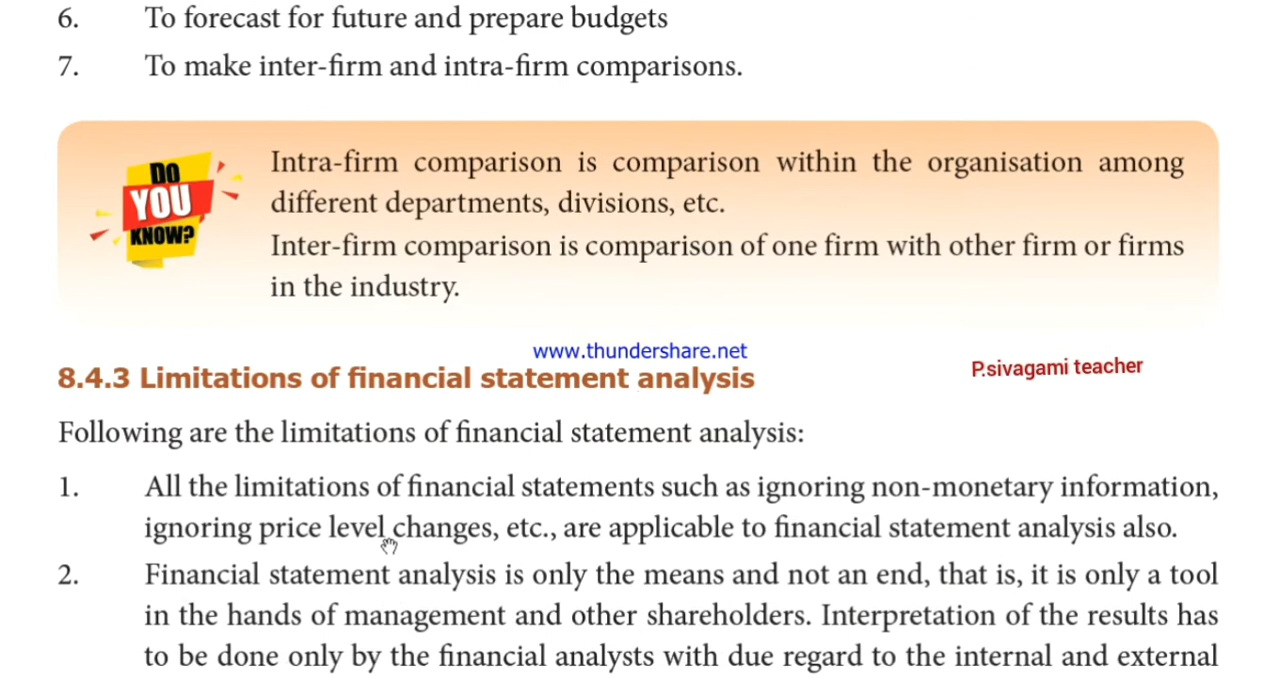 6. To forecast for future and prepare budgets
7. To make inter-firm and intra-firm comparisons.
DO
YOU
KNOW?
Intra-firm comparison is comparison within the organisation among
different departments, divisions, etc.
Inter-firm comparison is comparison of one firm with other firm or firms
in the industry.
www.thundershare.net
8.4.3 Limitations of financial statement analysis
P.sivagami teacher
Following are the limitations of financial statement analysis:
1. All the limitations of financial statements such as ignoring non-monetary information,
ignoring price level changes, etc., are applicable to financial statement analysis also.
2. Financial statement analysis is only the means and not an end, that is, it is only a tool
in the hands of management and other shareholders. Interpretation of the results has
to be done only by the financial analysts with due regard to the internal and external